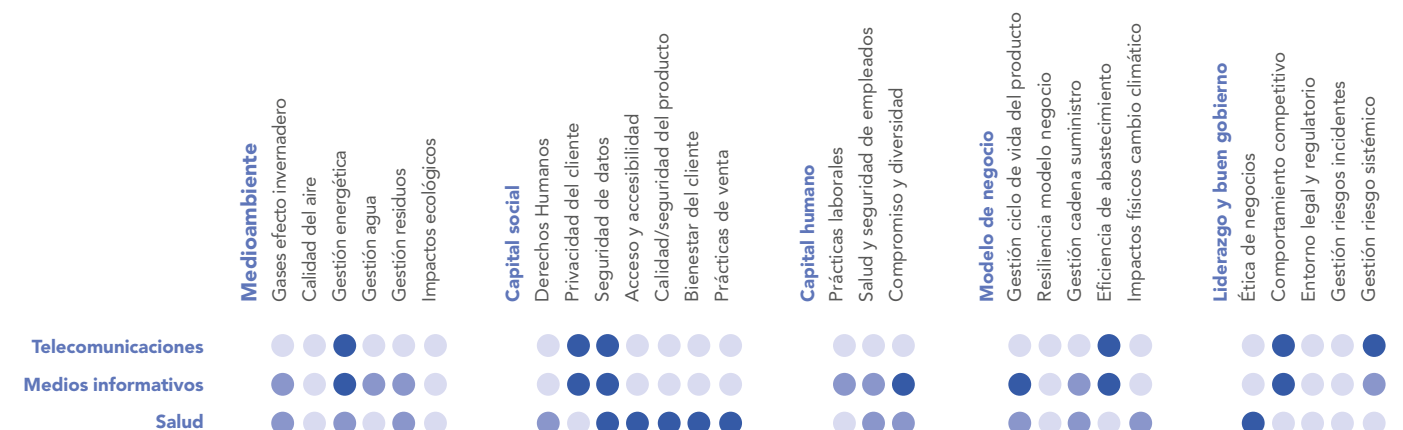 Medioambiente
Gases efecto invernadero
Calidad del aire
Gestión energética
Gestión agua
Gestión residuos
Impactos ecológicos
Capital social
Derechos Humanos
Privacidad del cliente
Seguridad de datos
Acceso y accesibilidad
Calidad/seguridad del producto
Bienestar del cliente
Prácticas de venta
Capital humano
Prácticas laborales
Salud y seguridad de empleados
Compromiso y diversidad
Modelo de negocio
Gestión ciclo de vida del producto
Resiliencia modelo negocio
Gestión cadena suministro
Eficiencia de abastecimiento
Impactos físicos cambio climático
Liderazgo y buen gobierno
Ética de negocios
Comportamiento competitivo
Entorno legal y regulatorio
Gestión riesgos incidentes
Gestión riesgo sistémico
Telecomunicaciones
Medios informativos
Salud